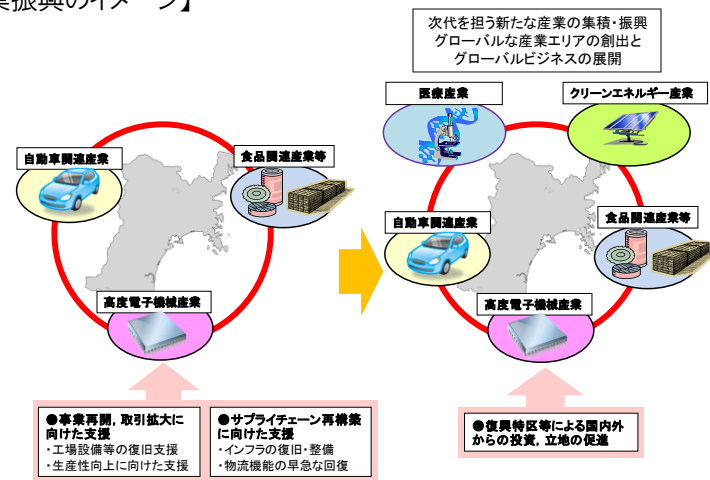 業振興のイメージ】
次代を担う新たな産業の集積・振興
グローバルな産業エリアの創出と
グローバルビジネスの展開
自動車関連産業
食品関連産業等
高度電子機械産業
医療産業
クリーンエネルギー産業
自動車関連産業
食品関連産業等
高度電子機械産業
●事業再開，取引拡大に
向けた支援
・工場設備等の復旧支援
・生産性向上に向けた支援
●サプライチェーン再構築
に向けた支援
・インフラの復旧・整備
・物流機能の早急な回復
●復興特区等による国内外
からの投資，立地の促進